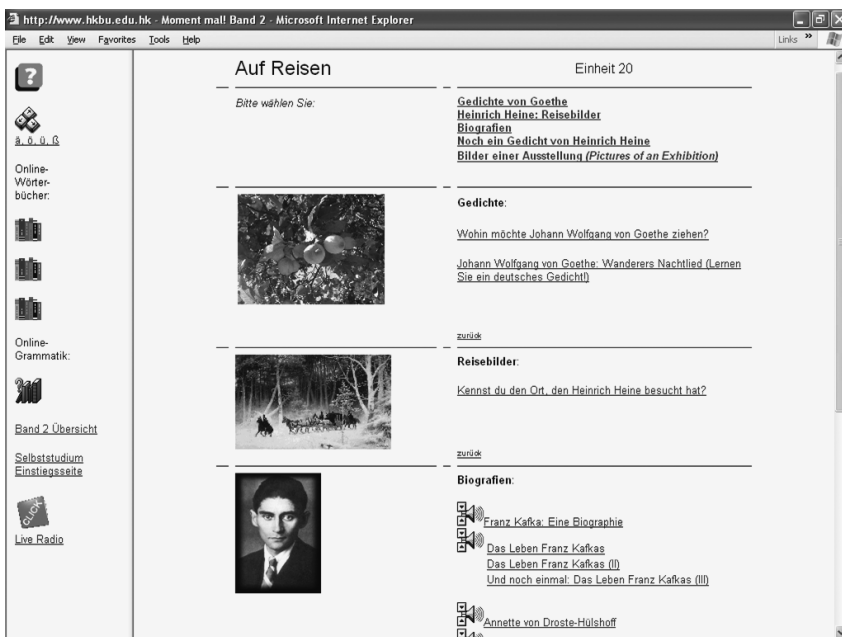 http://www.hkbu.edu.hk - Moment mal! Band 2 - Microsoft Internet Explorer
File Edit View Favorites Tools Help
Links »
?
ä, ö, ü, ß
Online-
Wörter-
bücher:
Online-
Grammatik:
Band 2 Übersicht
Selbststudium
Einstiegsseite
CLICK
Live Radio
Auf Reisen
Einheit 20
Bitte wählen Sie:
Gedichte von Goethe
Heinrich Heine: Reisebilder
Biografien
Noch ein Gedicht von Heinrich Heine
Bilder einer Ausstellung (Pictures of an Exhibition)
Gedichte:
Wohin möchte Johann Wolfgang von Goethe ziehen?
Johann Wolfgang von Goethe: Wanderers Nachtlied (Lernen
Sie ein deutsches Gedicht!)
zurück
Reisebilder:
Kennst du den Ort, den Heinrich Heine besucht hat?
zurück
Biografien:
Franz Kafka: Eine Biographie
Das Leben Franz Kafkas
Das Leben Franz Kafkas (II)
Und noch einmal: Das Leben Franz Kafkas (III)
Annette von Droste-Hülshoff